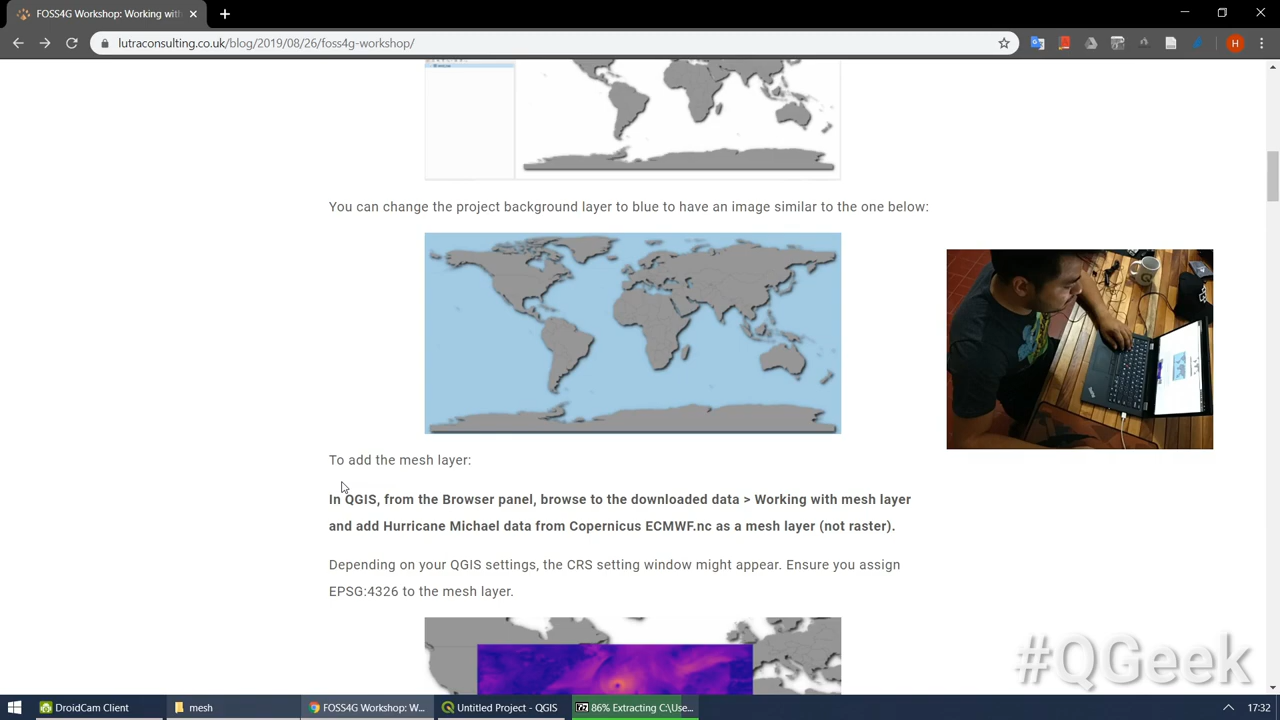 FOSS4G Workshop: Working with
lutraconsulting.co.uk/blog/2019/08/26/foss4g-workshop/
H
You can change the project background layer to blue to have an image similar to the one below:
To add the mesh layer:
In QGIS, from the Browser panel, browse to the downloaded data > Working with mesh layer
and add Hurricane Michael data from Copernicus ECMWF.nc as a mesh layer (not raster).
Depending on your QGIS settings, the CRS setting window might appear. Ensure you assign
EPSG:4326 to the mesh layer.
#QGeek
DroidCam Client
mesh
FOSS4G Workshop: W...
Untitled Project - QGIS
86% Extracting C:\Use...
17:32